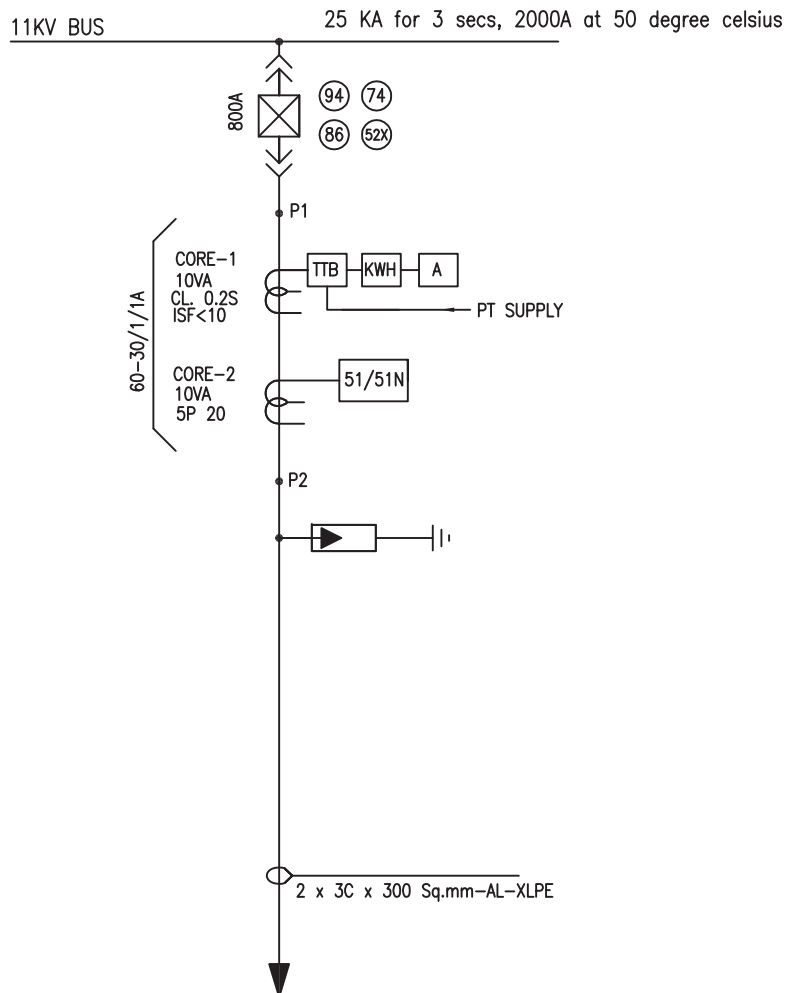 11KV BUS
25 KA for 3 secs, 2000A at 50 degree celsius
800A
94
74
86
52X
P1
60-30/1/1A
CORE-1
10VA
CL. 0.2S
ISF<10
TTB
KWH
A
PT SUPPLY
CORE-2
10VA
5P 20
51/51N
P2
2 x 3C x 300 Sq.mm-AL-XLPE